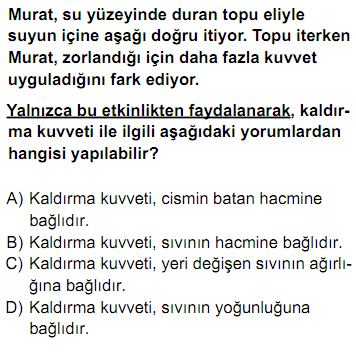 Murat, su yüzeyinde duran topu eliyle
suyun içine aşağı doğru itiyor. Topu iterken
Murat, zorlandığı için daha fazla kuvvet
uyguladığını fark ediyor.
Yalnızca bu etkinlikten faydalanarak, kaldır-
ma kuvveti ile ilgili aşağıdaki yorumlardan
hangisi yapılabilir?
A) Kaldırma kuvveti, cismin batan hacmine
bağlıdır.
B) Kaldırma kuvveti, sıvının hacmine bağlıdır.
C) Kaldırma kuvveti, yeri değişen sıvının ağırlı-
ğına bağlıdır.
D) Kaldırma kuvveti, sıvının yoğunluğuna
bağlıdır.